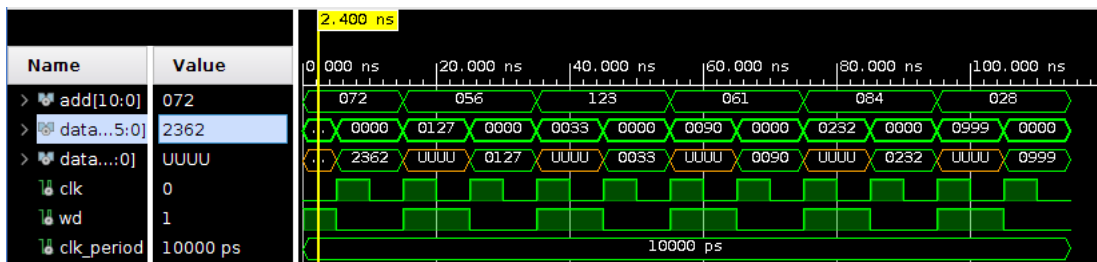 2.400 ns
Name Value
0.000 ns 20.000 ns 40.000 ns 60.000 ns 80.000 ns 100.000 ns
> add[10:0] 072 072 056 123 061 084 028
> data...5:0] 2362 .. 0000 0127 0000 0033 0000 0090 0000 0232 0000 0999 0000
> data...:0] UUUU .. 2362 UUUU 0127 UUUU 0033 UUUU 0090 UUUU 0232 UUUU 0999
clk 0
wd 1
clk_period 10000 ps 10000 ps